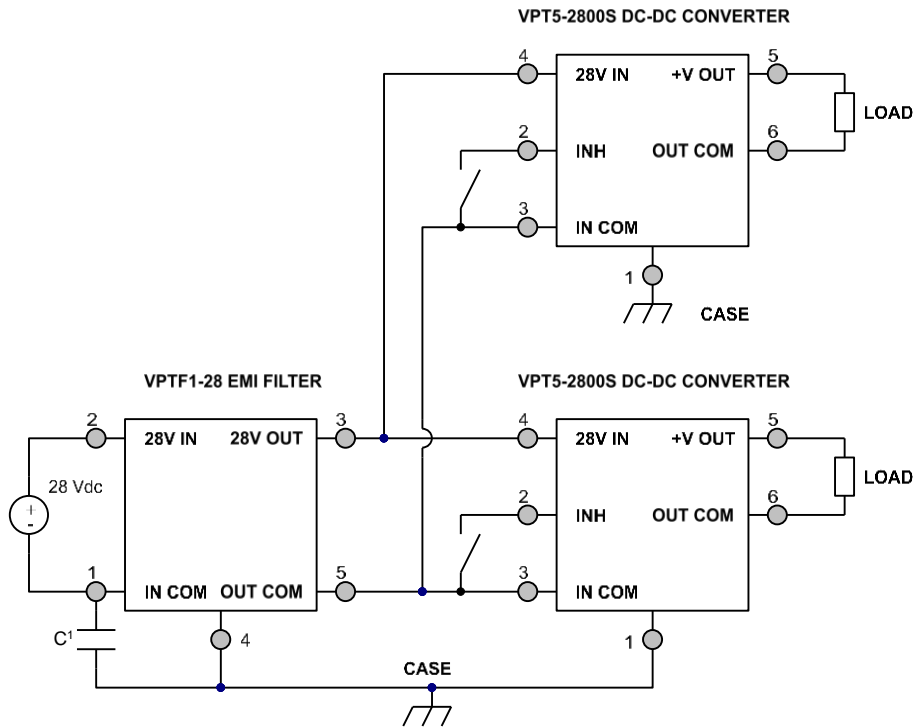 VPT5-2800S DC-DC CONVERTER
4
28V IN
+V OUT
5
LOAD
2
INH
OUT COM
6
3
IN COM
1
CASE
VPTF1-28 EMI FILTER
VPT5-2800S DC-DC CONVERTER
2
28V IN
28V OUT
3
4
28V IN
+V OUT
5
28 Vdc
+
-
LOAD
2
INH
OUT COM
6
1
IN COM
OUT COM
5
3
IN COM
C¹
4
1
CASE